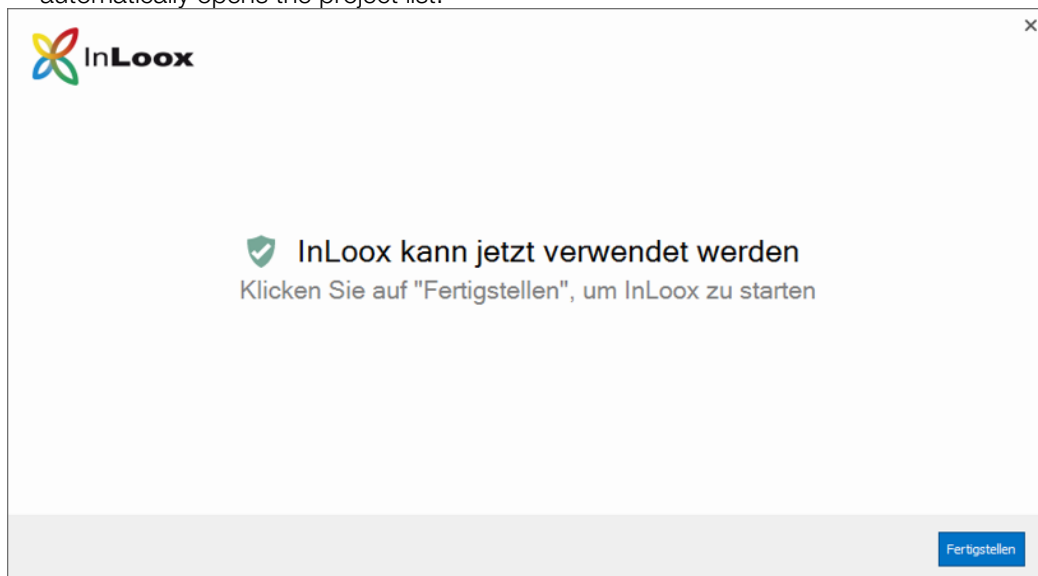 automatically opens the project list.
InLoox
InLoox kann jetzt verwendet werden
Klicken Sie auf "Fertigstellen", um InLoox zu starten
Fertigstellen